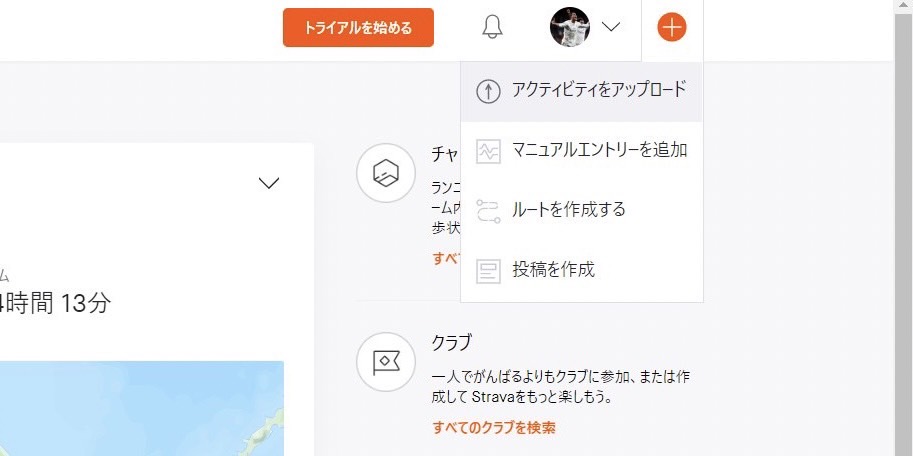 トライアルを始める
アクティビティをアップロード
マニュアルエントリーを追加
ルートを作成する
投稿を作成
ム
時間 13分
チャ
ラン
ーム内
歩状
すべ
クラブ
一人でがんばるよりもクラブに参加、または作
成して Stravaをもっと楽しもう。
すべてのクラブを検索